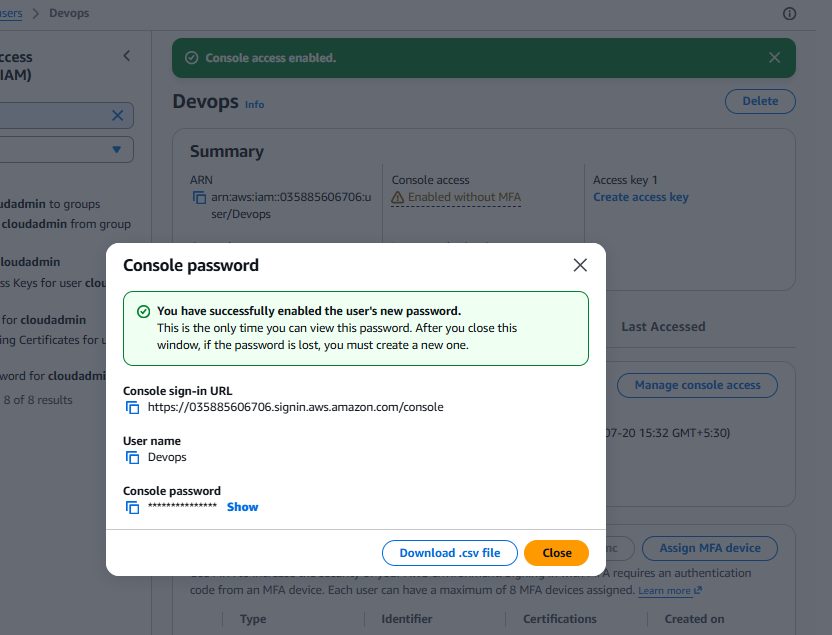 users > Devops
ccess
IAM)
Console access enabled.
Devops Info
Delete
Summary
ARN
arn:aws:iam::035885606706:u
ser/Devops
Console access
Enabled without MFA
Access key 1
Create access key
oudadmin to groups
cloudadmin from group
loudadmin
ss Keys for user clou
for cloudadmin
ing Certificates for u
word for cloudadmi
8 of 8 results
Console password
You have successfully enabled the user's new password.
This is the only time you can view this password. After you close this
window, if the password is lost, you must create a new one.
Console sign-in URL
https://035885606706.signin.aws.amazon.com/console
User name
Devops
Console password
*************** Show
Download .csv file
Close
Last Accessed
Manage console access
07-20 15:32 GMT+5:30)
nc
Assign MFA device
requires an authentication
code from an MFA device. Each user can have a maximum of 8 MFA devices assigned. Learn more
Type
Identifier
Certifications
Created on